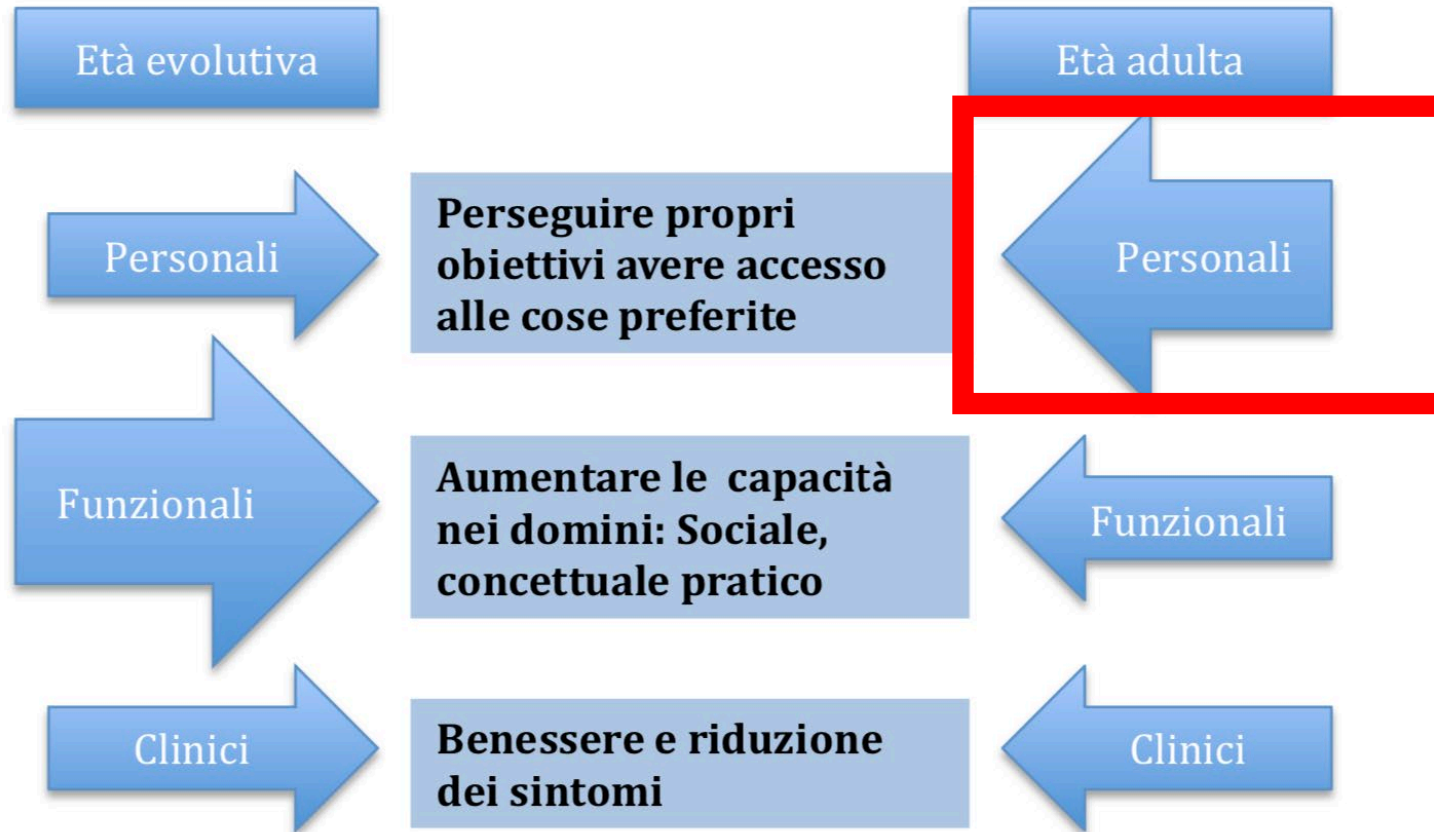 Età evolutiva
Età adulta
Personali
Perseguire propri
obiettivi avere accesso
alle cose preferite
Personali
Funzionali
Aumentare le  capacità
nei domini: Sociale,
concettuale pratico
Funzionali
Clinici
Benessere e riduzione
dei sintomi
Clinici